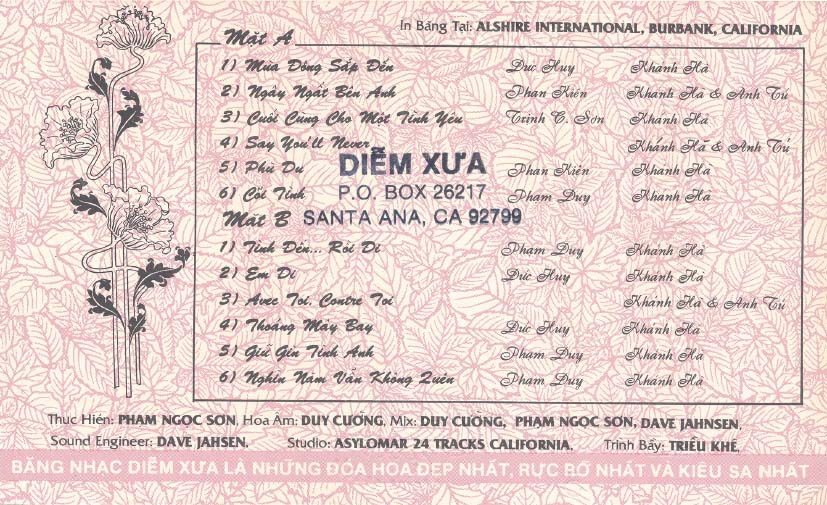 In Băng Tại: ALSHIRE INTERNATIONAL, BURBANK, CALIFORNIA
Mặt A
1) Mùa Đông Sắp Đến Đức Huy Khánh Hà
2) Ngây Ngất Bên Anh Phan Kiên Khánh Hà & Anh Tú
3) Cuối Cùng Cho Một Tình Yêu Trịnh C. Sơn Khánh Hà
4) Say You'll Never Khánh Hà & Anh Tú
5) Phù Du Phan Kiên Khánh Hà
6) Cõi Tình Phạm Duy Khánh Hà
DIỄM XƯA
P.O. BOX 26217
SANTA ANA, CA 92799
Mặt B
1) Tình Đến... Rồi Đi Phạm Duy Khánh Hà
2) Em Đi Đức Huy Khánh Hà
3) Avec Toi, Contre Toi Khánh Hà & Anh Tú
4) Thoáng Mây Bay Đức Huy Khánh Hà
5) Giữ Gìn Tình Anh Phạm Duy Khánh Hà
6) Nghìn Năm Vẫn Không Quên Phạm Duy Khánh Hà
Thực Hiện: PHẠM NGỌC SƠN, Hòa Âm: DUY CƯỜNG, Mix: DUY CƯỜNG, PHẠM NGỌC SƠN, DAVE JAHNSEN,
Sound Engineer: DAVE JAHSEN, Studio: ASYLOMAR 24 TRACKS CALIFORNIA, Trình Bầy: TRIỀU KHÊ,
BĂNG NHẠC DIỄM XƯA LÀ NHỮNG ĐÓA HOA ĐẸP NHẤT, RỰC RỠ NHẤT VÀ KIÊU SA NHẤT